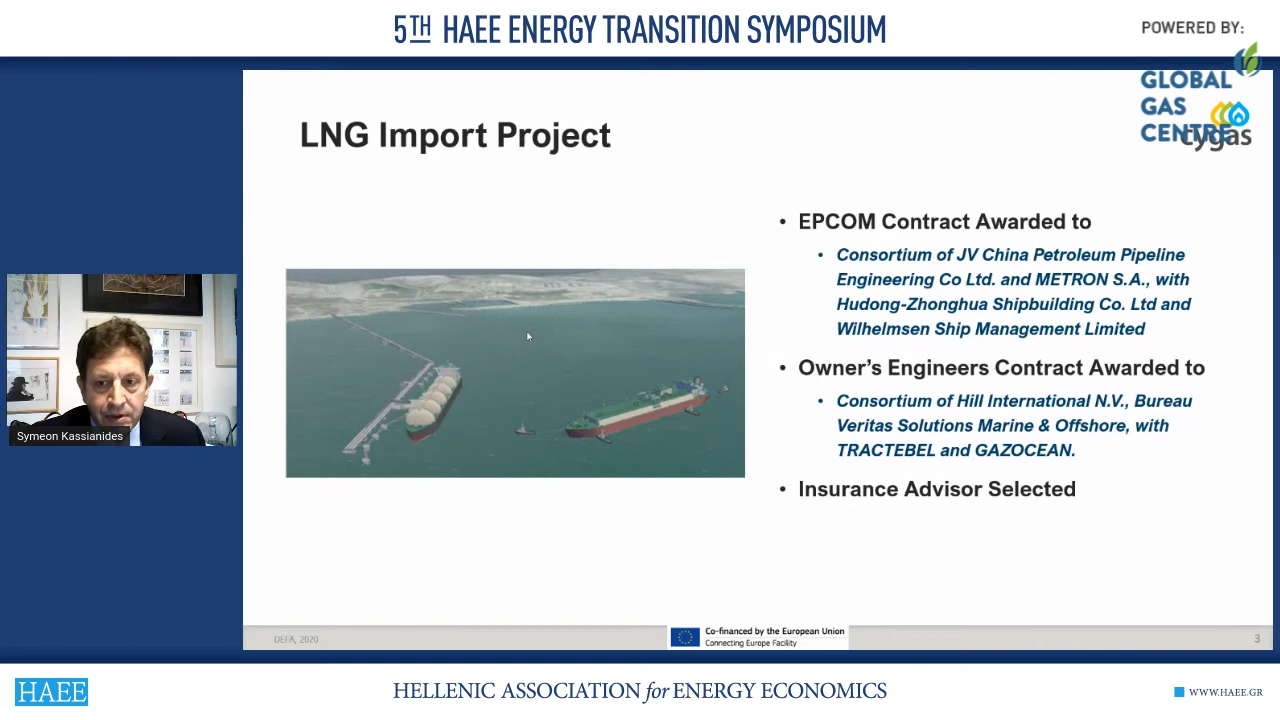 5TH HAEE ENERGY TRANSITION SYMPOSIUM
POWERED BY:
GLOBAL
GAS
CENTRE
cygas
LNG Import Project
• EPCOM Contract Awarded to
• Consortium of JV China Petroleum Pipeline
Engineering Co Ltd. and METRON S.A., with
Hudong-Zhonghua Shipbuilding Co. Ltd and
Wilhelmsen Ship Management Limited
• Owner's Engineers Contract Awarded to
• Consortium of Hill International N.V., Bureau
Veritas Solutions Marine & Offshore, with
TRACTEBEL and GAZOCEAN.
• Insurance Advisor Selected
Symeon Kassianides
DEFA, 2020
Co-financed by the European Union
Connecting Europe Facility
3
HAEE
HELLENIC ASSOCIATION for ENERGY ECONOMICS
WWW.HAEE.GR